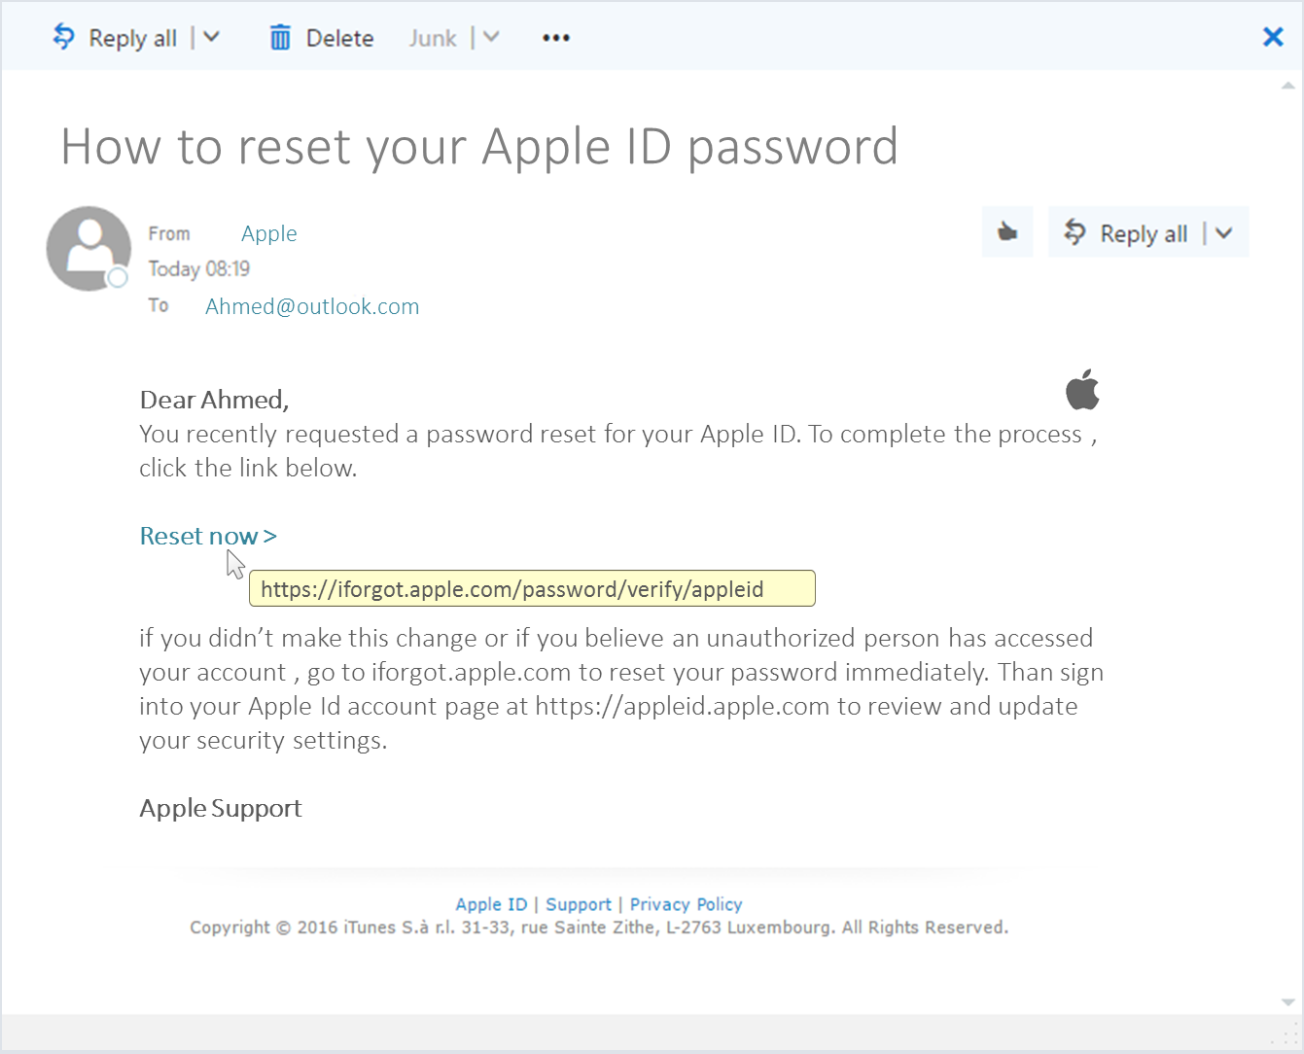 Reply all | Delete Junk | •••
How to reset your Apple ID password
From Apple
Reply all |
Today 08:19
To Ahmed@outlook.com
Dear Ahmed,
You recently requested a password reset for your Apple ID. To complete the process ,
click the link below.
Reset now >
https://iforgot.apple.com/password/verify/appleid
if you didn’t make this change or if you believe an unauthorized person has accessed
your account , go to iforgot.apple.com to reset your password immediately. Than sign
into your Apple Id account page at https://appleid.apple.com to review and update
your security settings.
Apple Support
Apple ID | Support | Privacy Policy
Copyright © 2016 iTunes S.à r.l. 31-33, rue Sainte Zithe, L-2763 Luxembourg. All Rights Reserved.